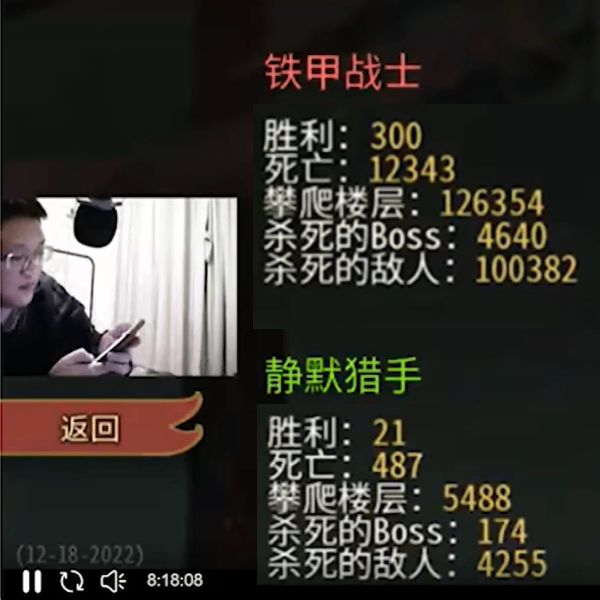 铁甲战士
胜利：300
死亡：12343
攀爬楼层：126354
杀死的Boss：4640
杀死的敌人：100382
静默猎手
胜利：21
死亡：487
攀爬楼层：5488
杀死的Boss：174
杀死的敌人：4255
返回
(12-18-2022)
8:18:08